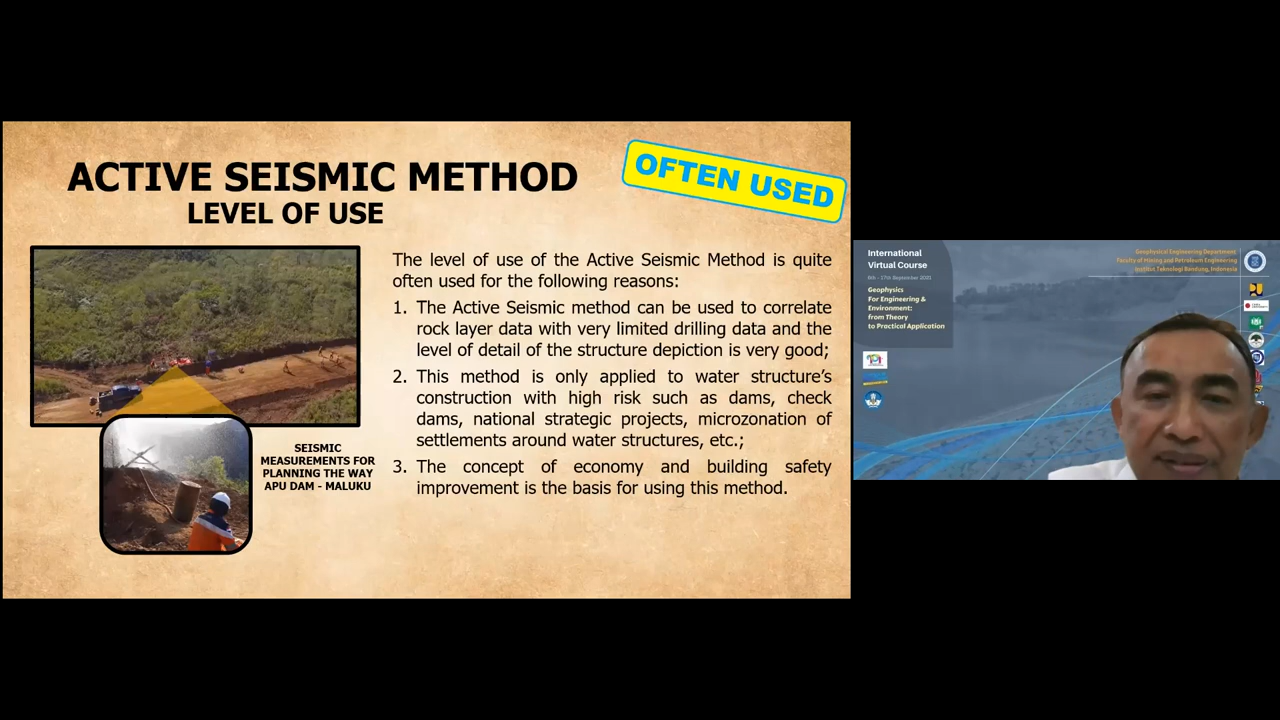 ACTIVE SEISMIC METHOD
LEVEL OF USE
OFTEN USED
The level of use of the Active Seismic Method is quite
often used for the following reasons:
1. The Active Seismic method can be used to correlate
rock layer data with very limited drilling data and the
level of detail of the structure depiction is very good;
2. This method is only applied to water structure's
construction with high risk such as dams, check
dams, national strategic projects, microzonation of
settlements around water structures, etc.;
3. The concept of economy and building safety
improvement is the basis for using this method.
SEISMIC
MEASUREMENTS FOR
PLANNING THE WAY
APU DAM - MALUKU
International
Virtual Course
6th - 17th September 2021
Geophysics
For Engineering &
Environment:
from Theory
to Practical Application
Geophysical Engineering Department
Faculty of Mining and Petroleum Engineering
Institut Teknologi Bandung, Indonesia